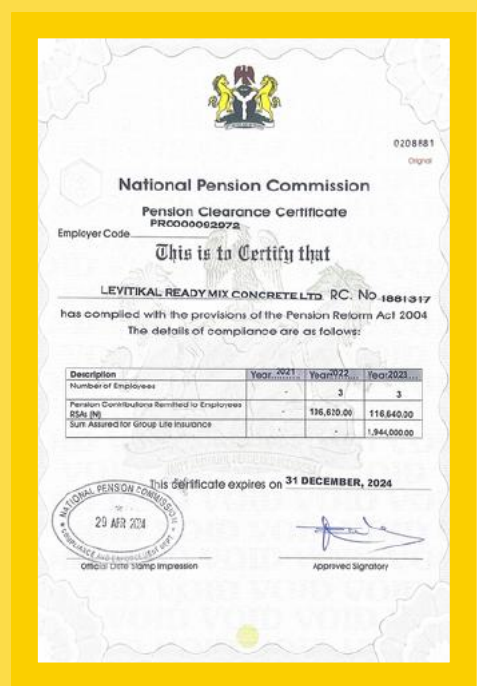 0208881
Original
National Pension Commission
Pension Clearance Certificate
PR0000092972
Employer Code
This is to Certify that
LEVITIKAL READY MIX CONCRETE LTD RC. No 1881317
has complied with the provisions of the Pension Reform Act 2004
The details of compliance are as follows:
Description Year 2021 Year 2022 Year 2023
Number of Employees - 3 3
Pension Contributions Remitted to Employees
RSAs (N) - 116,640.00
Sum Assured for Group Life Insurance - 1,944,000.00
This certificate expires on 31 DECEMBER, 2024
NATIONAL PENSION COMMISSION
29 APR 2024
COMPLIANCE AND ENFORCEMENT DEPT.
Official Date Stamp Impression
Approved Signatory
VOID VOID VOID